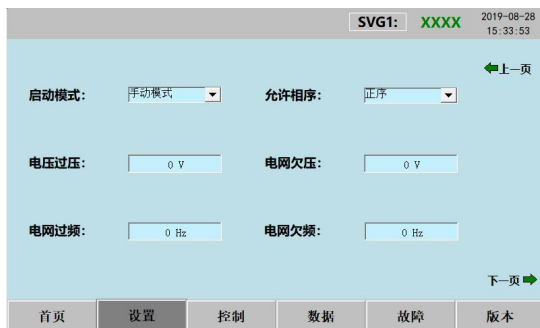 SVG1: XXXX 2019-08-28
15:33:53
上一页
启动模式: 手动模式 允许相序: 正序
电压过压: 0 V 电网欠压: 0 V
电网过频: 0 Hz 电网欠频: 0 Hz
下一页
首页 设置 控制 数据 故障 版本